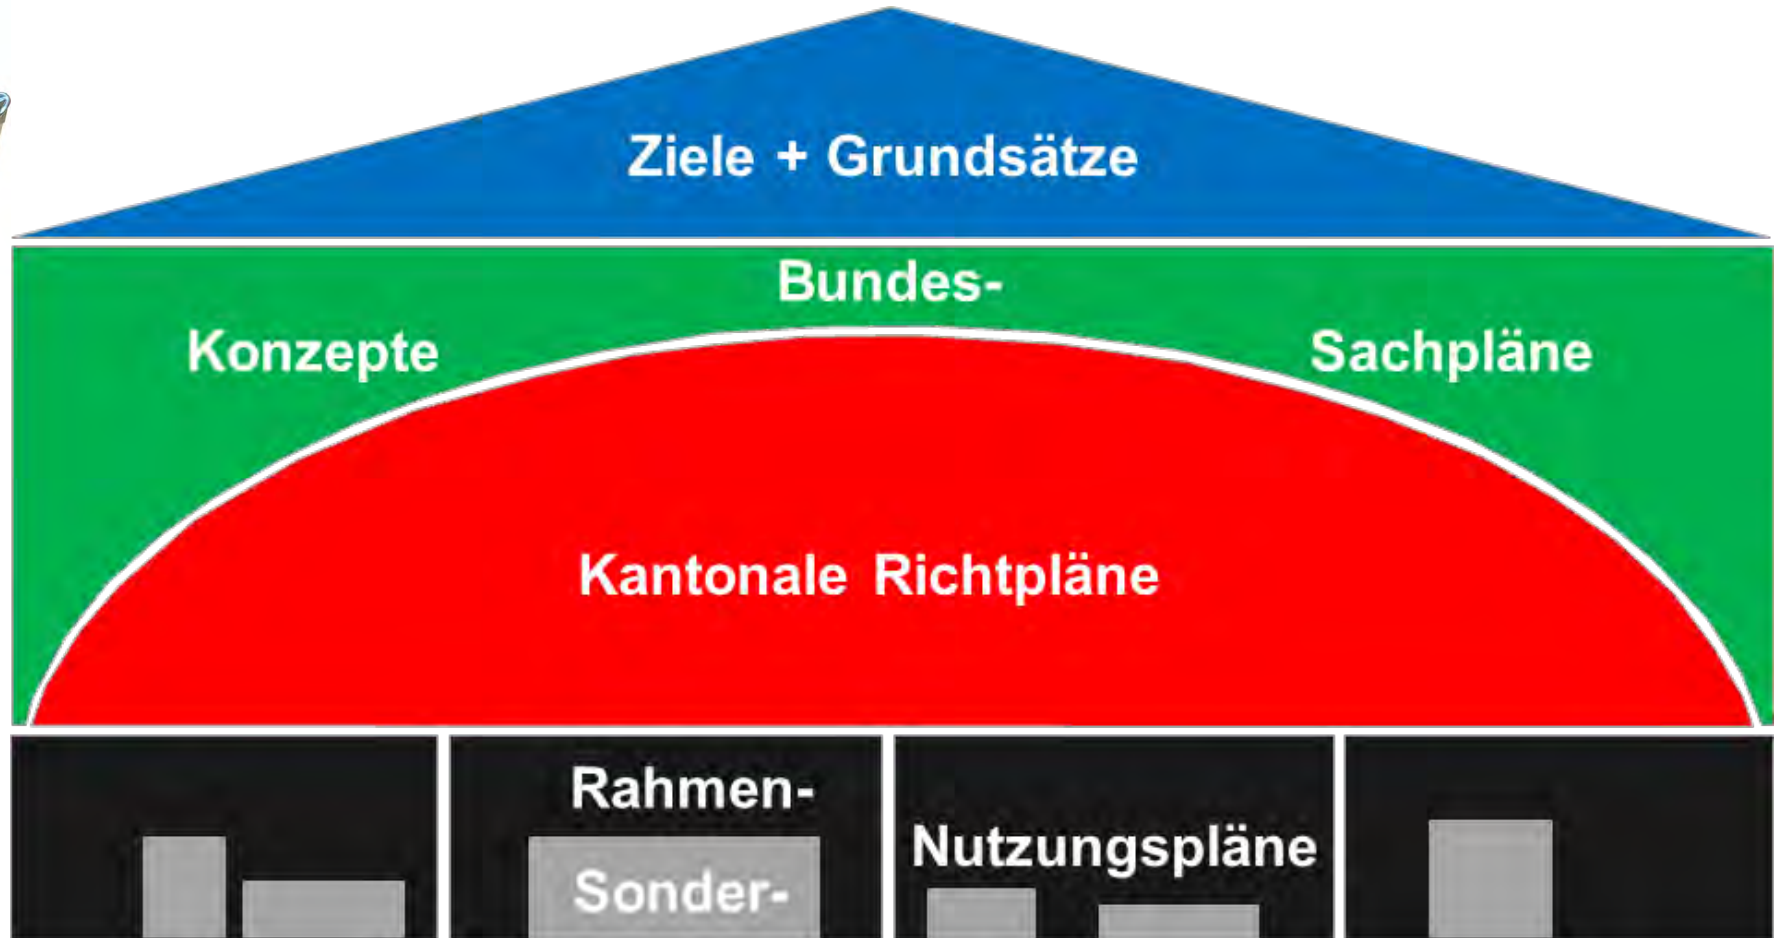 Ziele + Grundsätze
Bundes-
Konzepte
Sachpläne
Kantonale Richtpläne
Rahmen-
Nutzungspläne
Sonder-